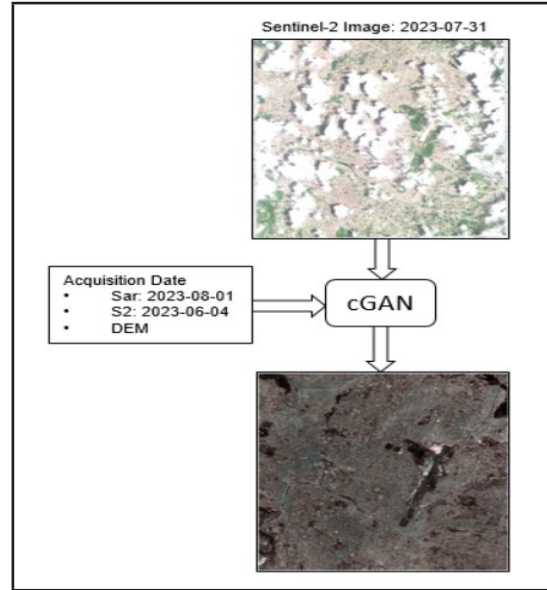 Sentinel-2 Image: 2023-07-31
Acquisition Date
• Sar: 2023-08-01
• S2: 2023-06-04
• DEM
cGAN